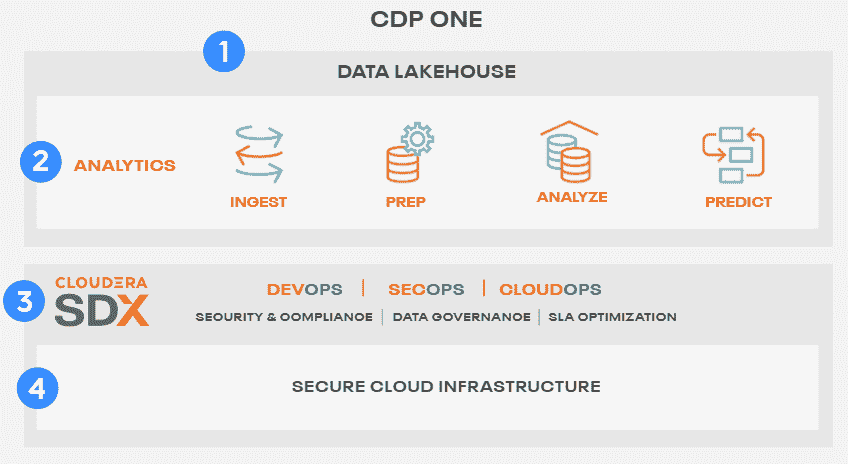 CDP ONE
1
DATA LAKEHOUSE
2
ANALYTICS
INGEST
PREP
ANALYZE
PREDICT
3
CLOUDERA
SDX
DEVOPS | SECOPS | CLOUDOPS
SECURITY & COMPLIANCE | DATA GOVERNANCE | SLA OPTIMIZATION
4
SECURE CLOUD INFRASTRUCTURE